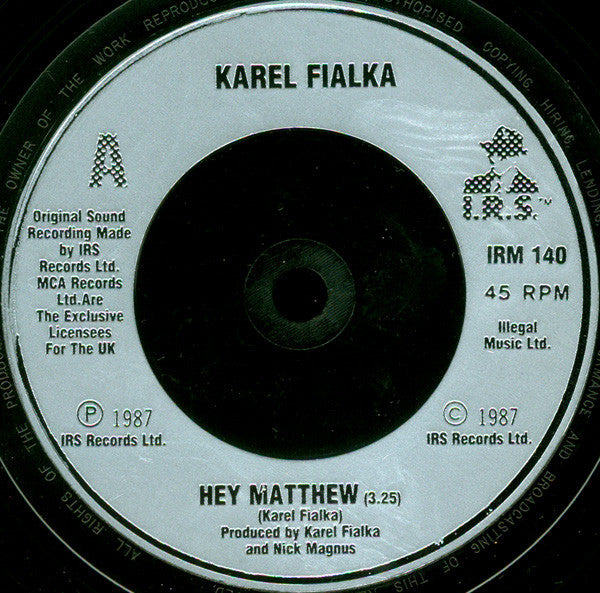 KAREL FIALKA
A
I.R.S.™
Original Sound
Recording Made
by IRS
Records Ltd.
MCA Records
Ltd.Are
The Exclusive
Licensees
For The UK
IRM 140
45 RPM
Illegal
Music Ltd.
Ⓟ 1987
IRS Records Ltd.
© 1987
IRS Records Ltd.
HEY MATTHEW (3.25)
(Karel Fialka)
Produced by Karel Fialka
and Nick Magnus
ALL RIGHTS OF THE
THE OWNER OF THE WORK REPRODUCED
COPYING, HIRING, LENDING,
AND BROADCASTING OF THIS